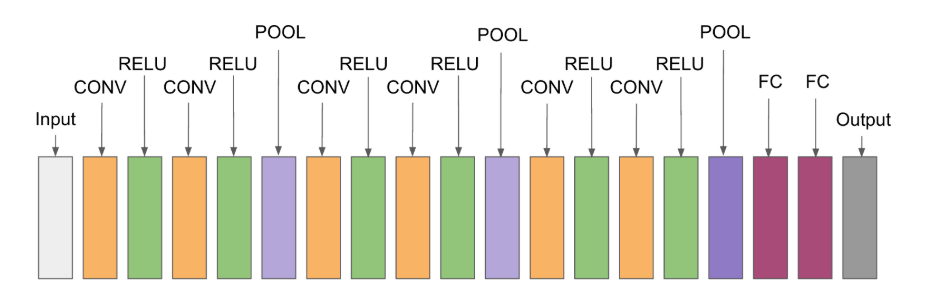 Input
CONV
RELU
CONV
RELU
POOL
CONV
RELU
CONV
RELU
POOL
CONV
RELU
CONV
RELU
POOL
FC
FC
Output